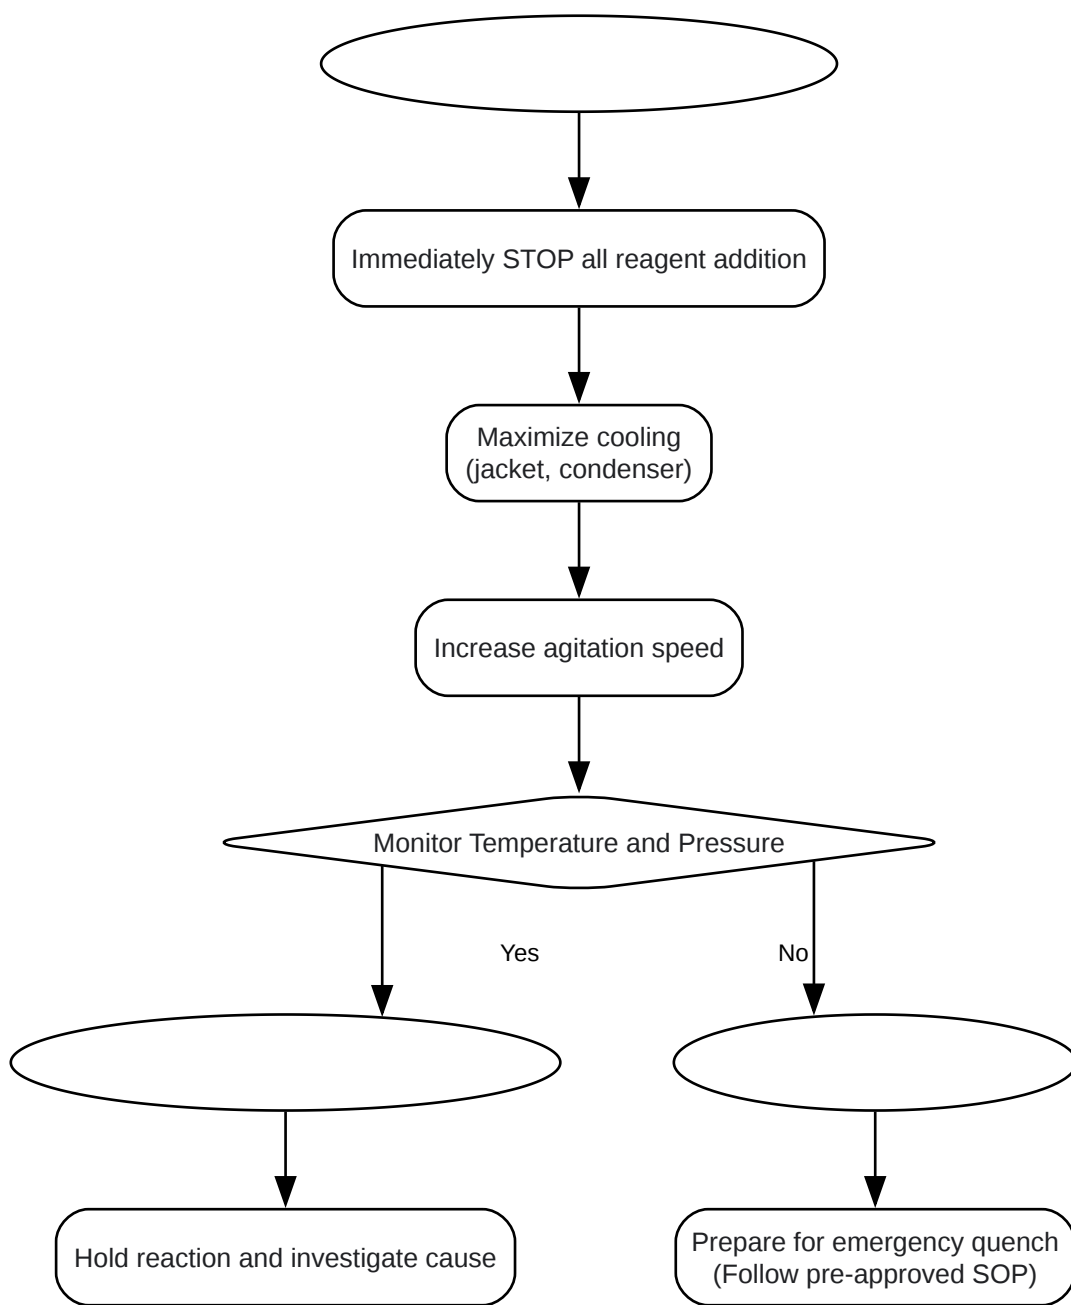 Immediately STOP all reagent addition
Maximize cooling
(jacket, condenser)
Increase agitation speed
Monitor Temperature and Pressure
Yes
No
Hold reaction and investigate cause
Prepare for emergency quench
(Follow pre-approved SOP)